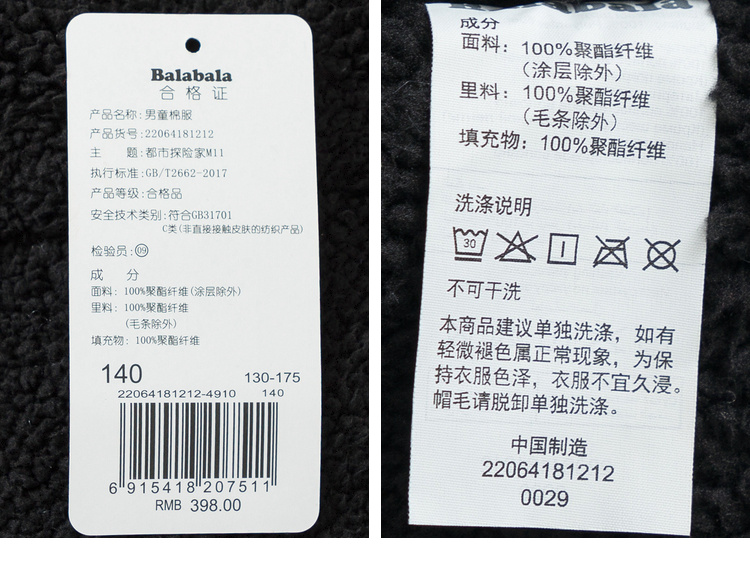 Balabala
合格证
产品名称:男童棉服
产品货号:22064181212
主 题:都市探险家M11
执行标准:GB/T2662-2017
产品等级:合格品
安全技术类别:符合GB31701
C类(非直接接触皮肤的纺织产品)
检验员:09
成 分
面料: 100%聚酯纤维(涂层除外)
里料: 100%聚酯纤维
(毛条除外)
填充物: 100%聚酯纤维
140 130-175
22064181212-4910 140
6 915418 207511
RMB 398.00
Balabala
成分
面料: 100%聚酯纤维
(涂层除外)
里料: 100%聚酯纤维
(毛条除外)
填充物: 100%聚酯纤维
洗涤说明
30
不可干洗
本商品建议单独洗涤，如有
轻微褪色属正常现象，为保
持衣服色泽，衣服不宜久浸。
帽毛请脱卸单独洗涤。
中国制造
22064181212
0029